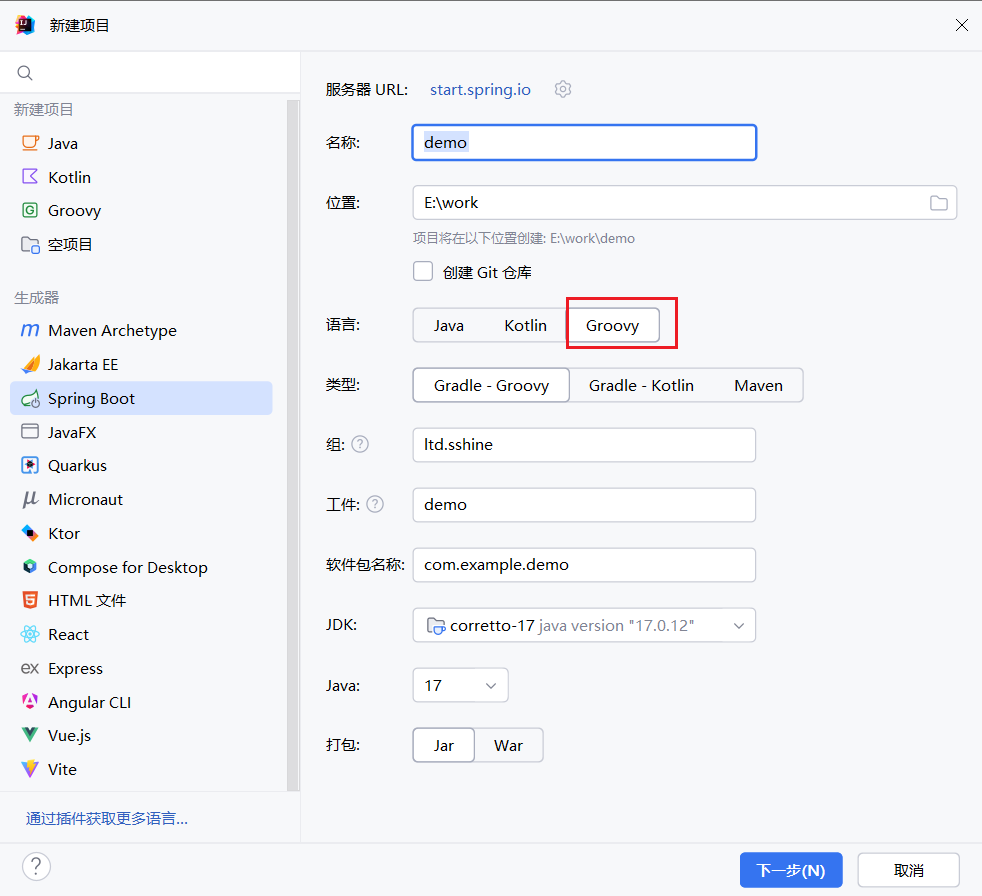 新建项目
新建项目
Java
Kotlin
Groovy
空项目
生成器
Maven Archetype
Jakarta EE
Spring Boot
JavaFX
Quarkus
Micronaut
Ktor
Compose for Desktop
HTML 文件
React
ex Express
Angular CLI
Vue.js
Vite
通过插件获取更多语言...
服务器 URL: start.spring.io
名称: demo
位置: E:\work
项目将在以下位置创建: E:\work\demo
创建 Git 仓库
语言: Java Kotlin Groovy
类型: Gradle - Groovy Gradle - Kotlin Maven
组: ? ltd.sshine
工件: ? demo
软件包名称: com.example.demo
JDK: corretto-17 java version "17.0.12"
Java: 17
打包: Jar War
? 下一步(N) 取消